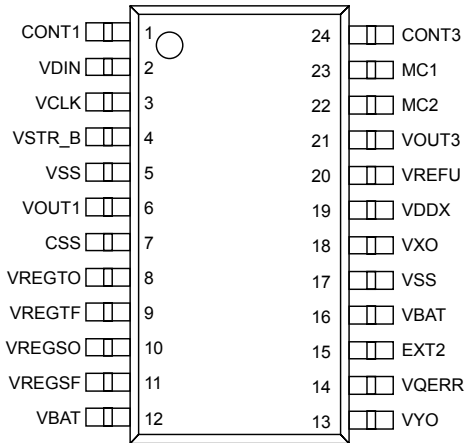 CONT1 1 24 CONT3
VDIN 2 23 MC1
VCLK 3 22 MC2
VSTR_B 4 21 VOUT3
VSS 5 20 VREFU
VOUT1 6 19 VDDX
CSS 7 18 VXO
VREGTO 8 17 VSS
VREGTF 9 16 VBAT
VREGSO 10 15 EXT2
VREGSF 11 14 VQERR
VBAT 12 13 VYO